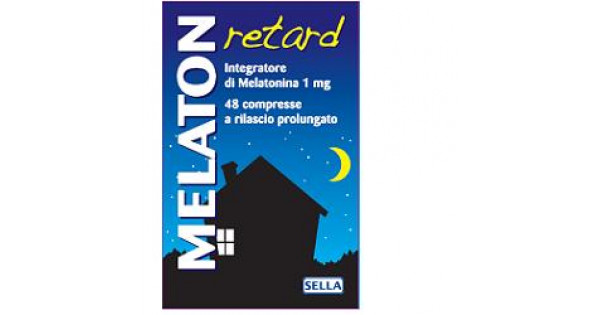 MELATON
retard
Integratore
di Melatonina 1 mg
48 compresse
a rilascio prolungato
SELLA